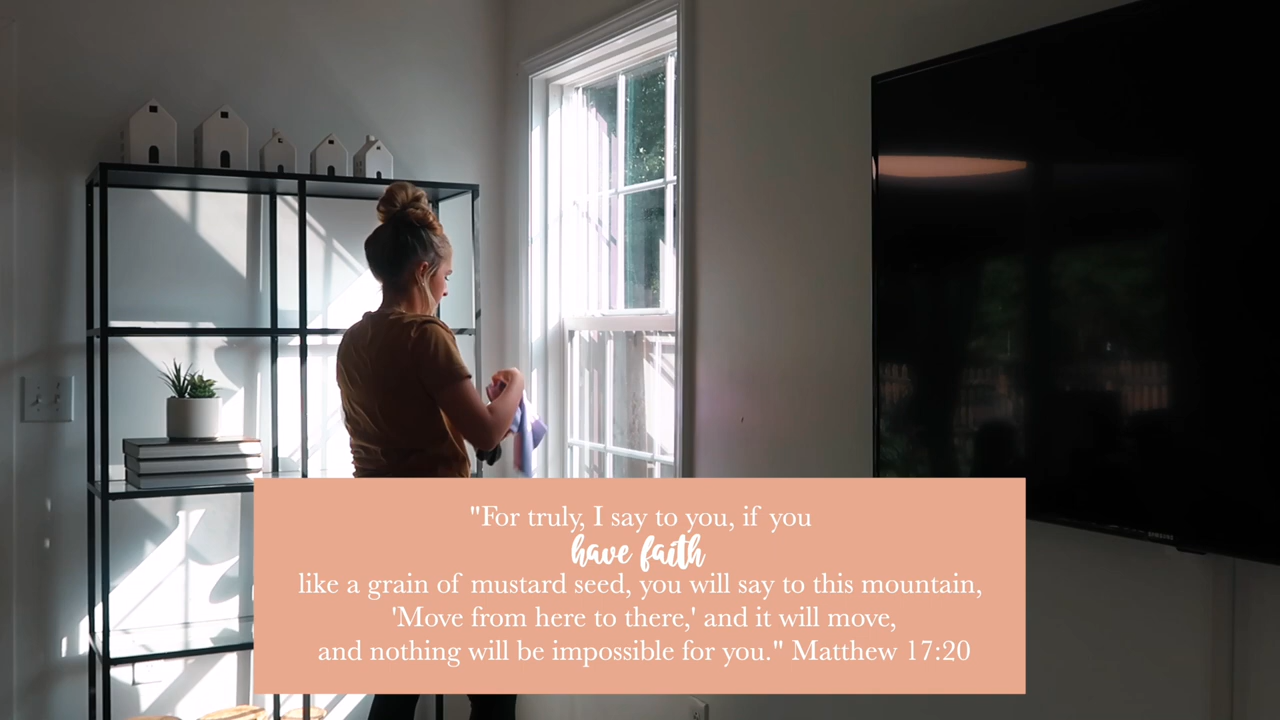 "For truly, I say to you, if you
have faith
like a grain of mustard seed, you will say to this mountain,
'Move from here to there,' and it will move,
and nothing will be impossible for you." Matthew 17:20
SAMSUNG